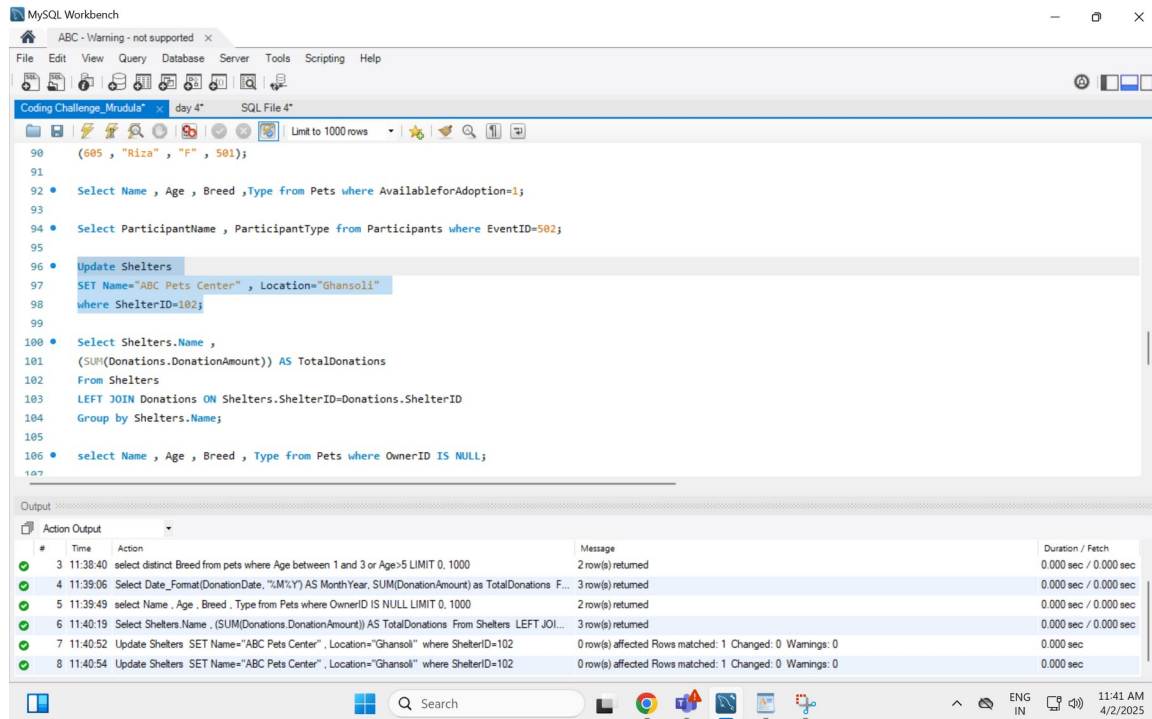 MySQL Workbench
ABC - Warning - not supported ×
File Edit View Query Database Server Tools Scripting Help
Coding Challenge_Mrudula* × day 4* SQL File 4*
Limit to 1000 rows
90 (605 , "Riza" , "F" , 501);
91
92 Select Name , Age , Breed ,Type from Pets where AvailableforAdoption=1;
93
94 Select ParticipantName , ParticipantType from Participants where EventID=502;
95
96 Update Shelters
97 SET Name="ABC Pets Center" , Location="Ghansoli"
98 where ShelterID=102;
99
100 Select Shelters.Name ,
101 (SUM(Donations.DonationAmount)) AS TotalDonations
102 From Shelters
103 LEFT JOIN Donations ON Shelters.ShelterID=Donations.ShelterID
104 Group by Shelters.Name;
105
106 select Name , Age , Breed , Type from Pets where OwnerID IS NULL;
107
Output
Action Output
# Time Action Message Duration / Fetch
3 11:38:40 select distinct Breed from pets where Age between 1 and 3 or Age>5 LIMIT 0, 1000 2 row(s) returned 0.000 sec / 0.000 sec
4 11:39:06 Select Date_Format(DonationDate, "%M%Y") AS MonthYear, SUM(DonationAmount) as TotalDonations F... 3 row(s) returned 0.000 sec / 0.000 sec
5 11:39:49 select Name , Age , Breed , Type from Pets where OwnerID IS NULL LIMIT 0, 1000 2 row(s) returned 0.000 sec / 0.000 sec
6 11:40:19 Select Shelters.Name , (SUM(Donations.DonationAmount)) AS TotalDonations From Shelters LEFT JOI... 3 row(s) returned 0.000 sec / 0.000 sec
7 11:40:52 Update Shelters SET Name="ABC Pets Center" , Location="Ghansoli" where ShelterID=102 0 row(s) affected Rows matched: 1 Changed: 0 Warnings: 0 0.000 sec
8 11:40:54 Update Shelters SET Name="ABC Pets Center" , Location="Ghansoli" where ShelterID=102 0 row(s) affected Rows matched: 1 Changed: 0 Warnings: 0 0.000 sec
Search
ENG
IN
11:41 AM
4/2/2025